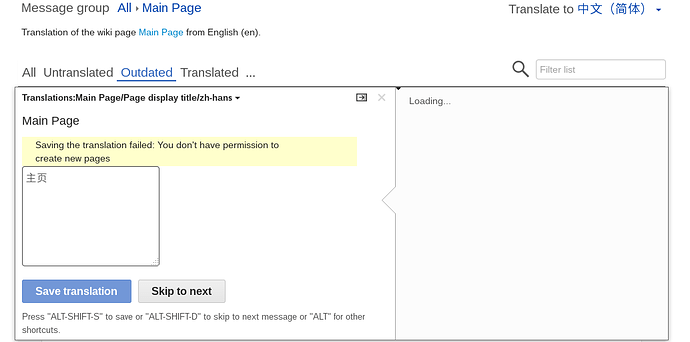 Message group All › Main Page Translate to 中文（简体）
Translation of the wiki page Main Page from English (en).
All Untranslated Outdated Translated ... Filter list
Translations:Main Page/Page display title/zh-hans
Loading...
Main Page
Saving the translation failed: You don't have permission to
create new pages
主页
Save translation Skip to next
Press "ALT-SHIFT-S" to save or "ALT-SHIFT-D" to skip to next message or "ALT" for other
shortcuts.